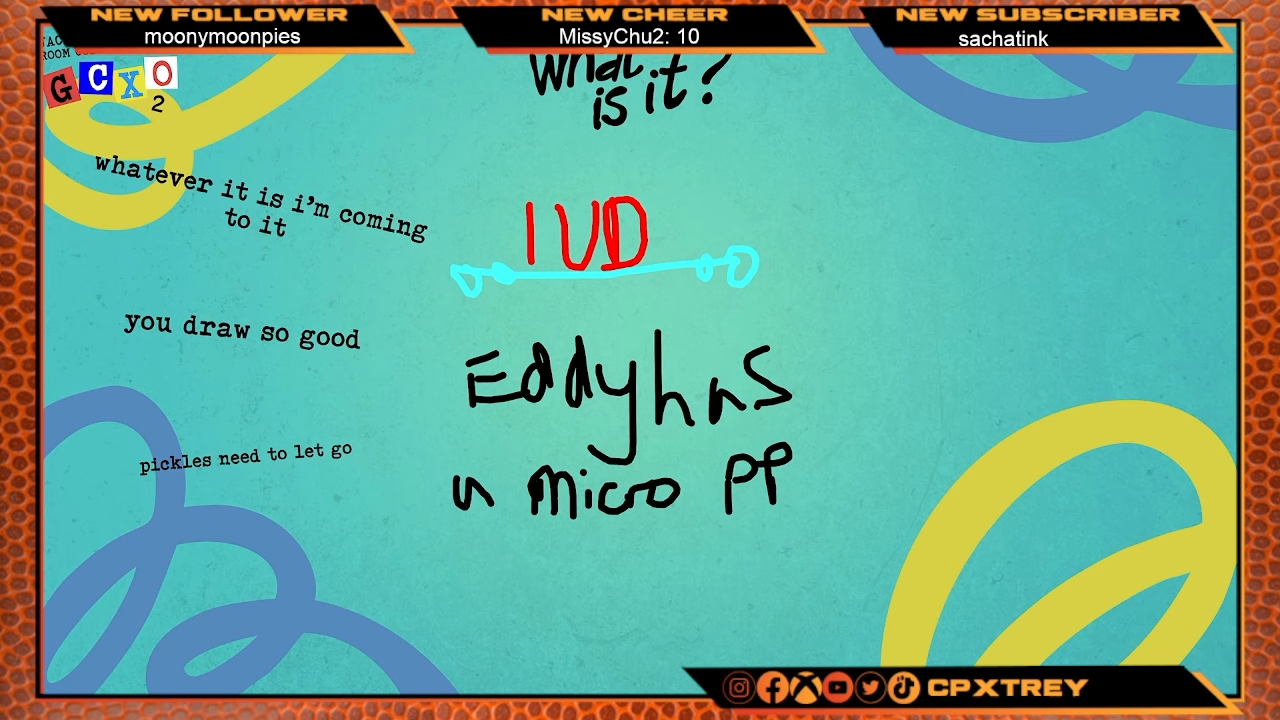 NEW FOLLOWER
moonymoonpies
NEW CHEER
MissyChu2: 10
NEW SUBSCRIBER
sachatink
GCXO
2
what
is it?
whatever it is i'm coming
to it
IUD
you draw so good
Eddy has
a micro PP
pickles need to let go
CPXTREY